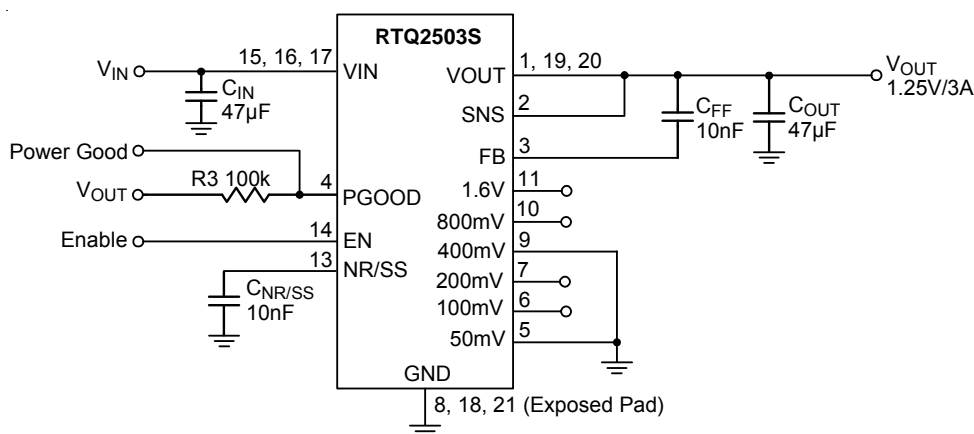 RTQ2503S
VIN
15, 16, 17
VIN
CIN
47μF
Power Good
VOUT
R3 100k
4
PGOOD
Enable
14
EN
13
NR/SS
CNR/SS
10nF
VOUT
1, 19, 20
SNS
2
FB
3
1.6V
11
800mV
10
400mV
9
200mV
7
100mV
6
50mV
5
CFF
10nF
COUT
47μF
VOUT
1.25V/3A
GND
8, 18, 21 (Exposed Pad)